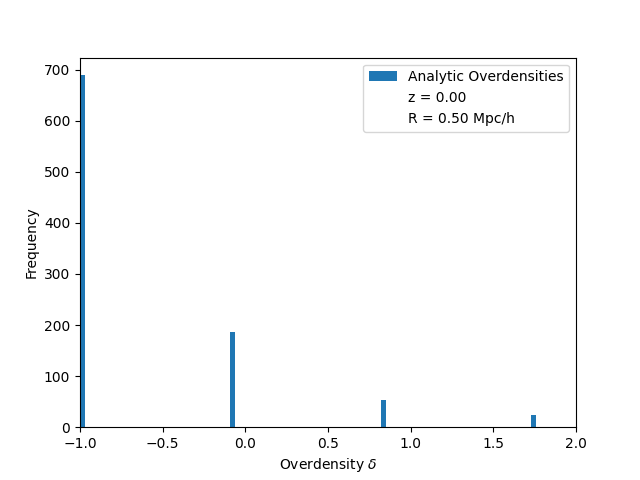 700
600
500
400
300
200
100
0
Frequency
Analytic Overdensities
z = 0.00
R = 0.50 Mpc/h
−1.0 −0.5 0.0 0.5 1.0 1.5 2.0
Overdensity δ